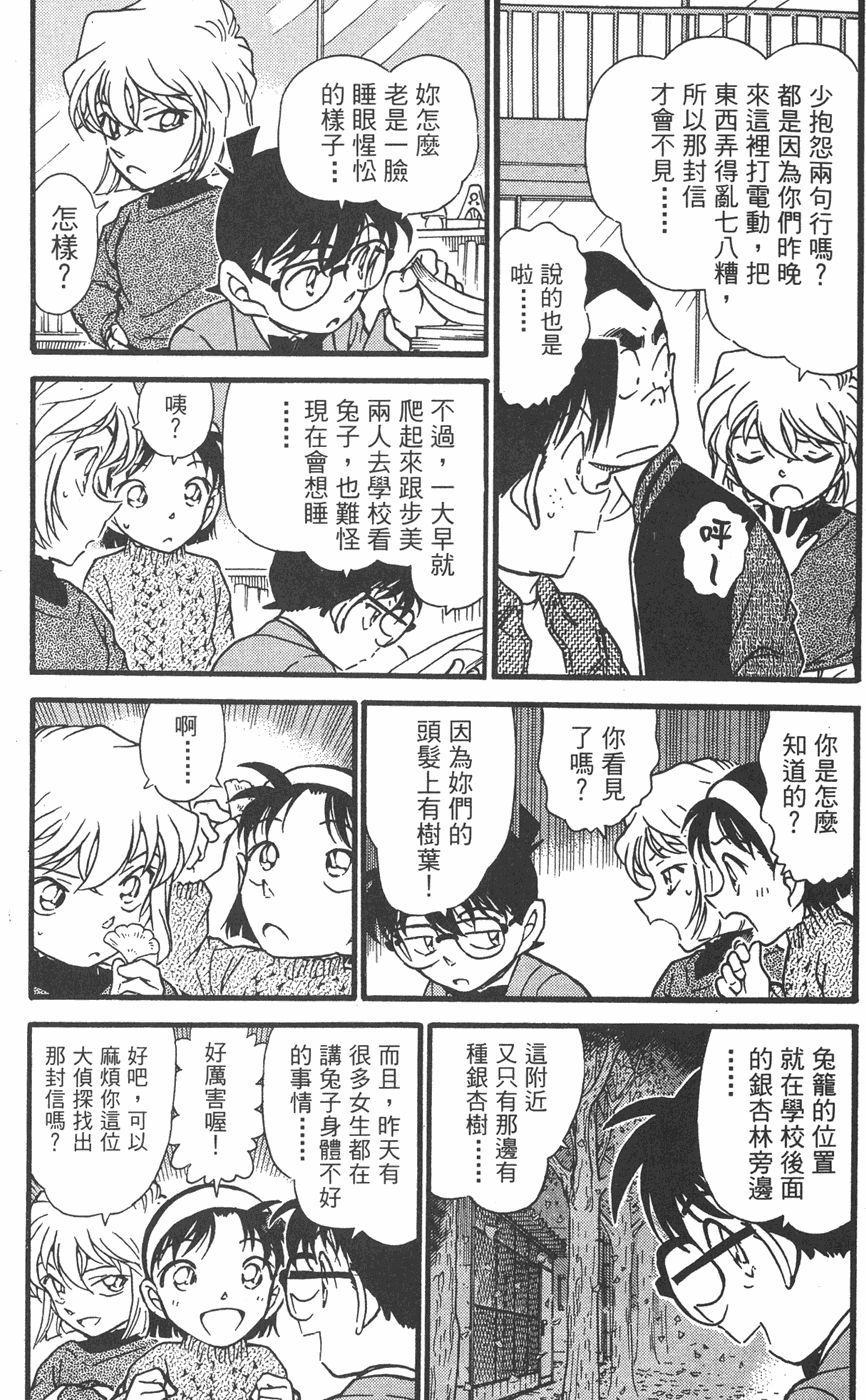 少抱怨兩句行嗎？
都是因為你們昨晚
來這裡打電動，把
東西弄得亂七八糟，
所以那封信
才會不見……
說的也是
啦……
呼～
妳怎麼
老是一臉
睡眼惺忪
的樣子……
怎樣？
不過，一大早就
爬起來跟步美
兩人去學校看
兔子，也難怪
現在會想睡
……
咦？
你是怎麼
知道的？
你看見
了嗎？
因為妳們的
頭髮上有樹葉！
啊……
兔籠的位置
就在學校後面
的銀杏林旁邊
……
這附近
又只有那邊有
種銀杏樹……
而且，昨天有
很多女生都在
講兔子身體不好
的事情……
好厲害喔！
好吧，可以
麻煩你這位
大偵探找出
那封信嗎？